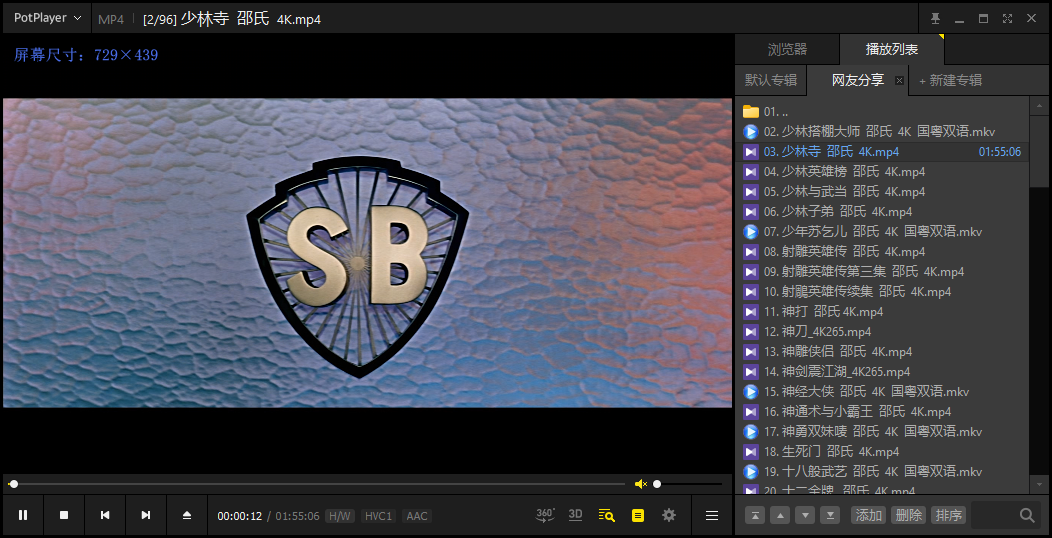 PotPlayer MP4 [2/96] 少林寺 邵氏 4K.mp4
屏幕尺寸：729×439
SB
00:00:12 / 01:55:06 H/W HVC1 AAC
360° 3D
浏览器 播放列表
默认专辑 网友分享 + 新建专辑
01. ..
02. 少林搭棚大师 邵氏 4K 国粤双语.mkv
03. 少林寺 邵氏 4K.mp4 01:55:06
04. 少林英雄榜 邵氏 4K.mp4
05. 少林与武当 邵氏 4K.mp4
06. 少林子弟 邵氏 4K.mp4
07. 少年苏乞儿 邵氏 4K 国粤双语.mkv
08. 射雕英雄传 邵氏 4K.mp4
09. 射雕英雄传第三集 邵氏 4K.mp4
10. 射鵰英雄传续集 邵氏 4K.mp4
11. 神打 邵氏 4K.mp4
12. 神刀_4K265.mp4
13. 神雕侠侣 邵氏 4K.mp4
14. 神剑震江湖_4K265.mp4
15. 神经大侠 邵氏 4K 国粤双语.mkv
16. 神通术与小霸王 邵氏 4K.mp4
17. 神勇双妹唛 邵氏 4K 国粤双语.mkv
18. 生死门 邵氏 4K.mp4
19. 十八般武艺 邵氏 4K 国粤双语.mkv
20. 十二金牌 邵氏 4K.mp4
添加 删除 排序